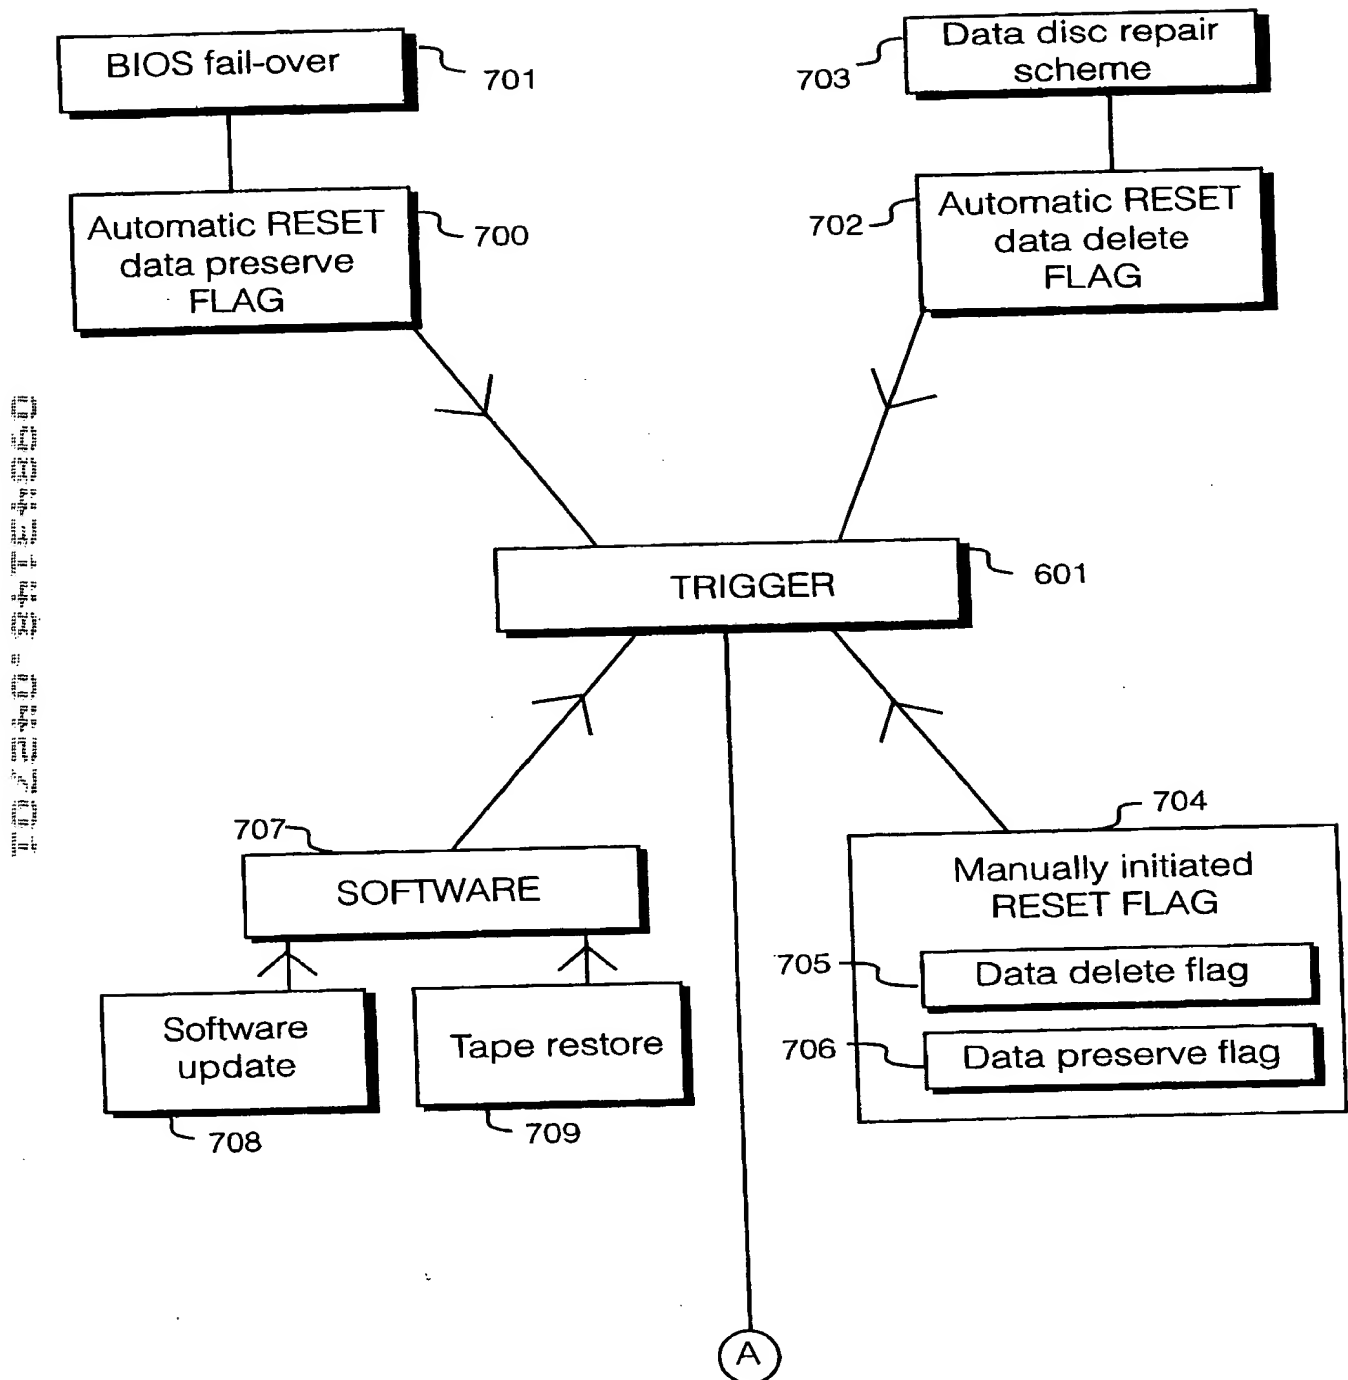 BIOS fail-over
701
703
Data disc repair
scheme
Automatic RESET
data preserve
FLAG
700
702
Automatic RESET
data delete
FLAG
TRIGGER
601
707
SOFTWARE
Software
update
708
Tape restore
709
704
Manually initiated
RESET FLAG
705
Data delete flag
706
Data preserve flag
A
09843148.042701